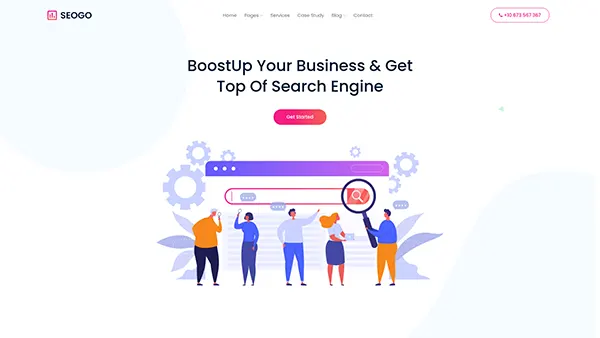 SEOGO
Home Pages Services Case Study Blog Contact
+10 873 567 367
BoostUp Your Business & Get
Top Of Search Engine
Get Started